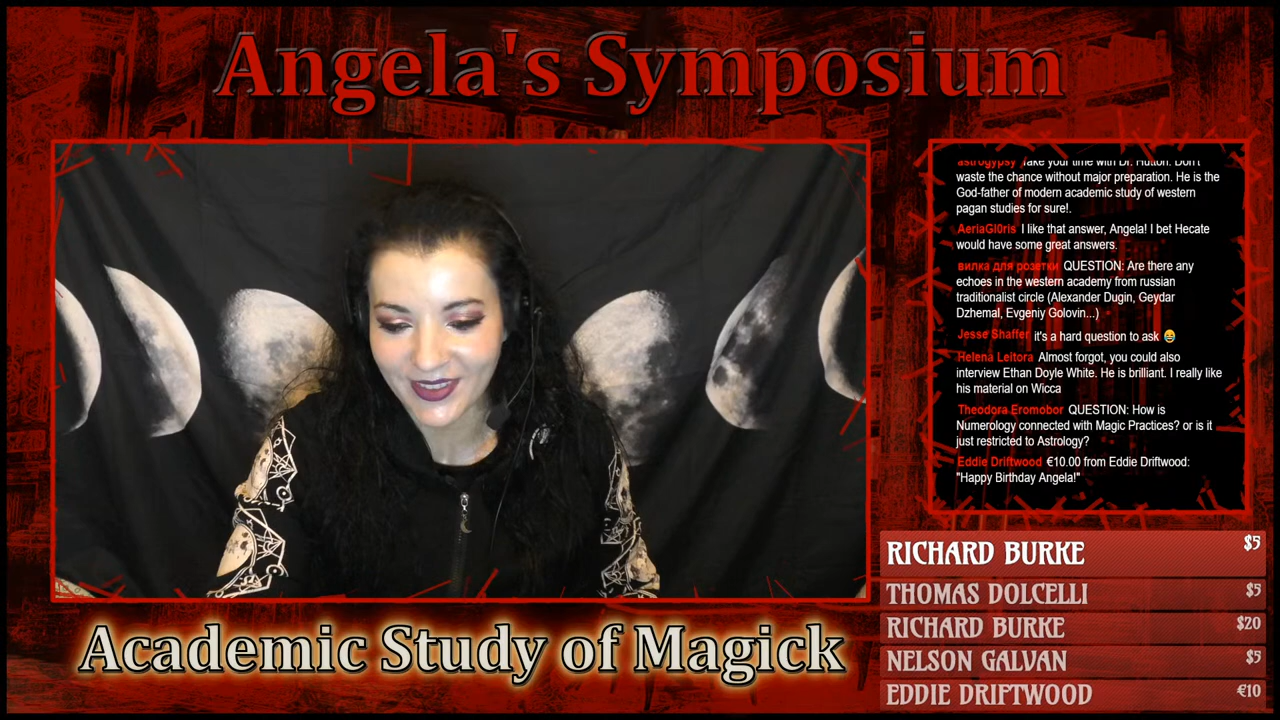 Angela's Symposium
astrogypsy Take your time with Dr. Hutton. Don't
waste the chance without major preparation. He is the
God-father of modern academic study of western
pagan studies for sure!.
AeriaGl0ris I like that answer, Angela! I bet Hecate
would have some great answers.
вилка для розетки QUESTION: Are there any
echoes in the western academy from russian
traditionalist circle (Alexander Dugin, Geydar
Dzhemal, Evgeniy Golovin...)
Jesse Shaffer it's a hard question to ask 😂
Helena Leitora Almost forgot, you could also
interview Ethan Doyle White. He is brilliant. I really like
his material on Wicca
Theodora Eromobor QUESTION: How is
Numerology connected with Magic Practices? or is it
just restricted to Astrology?
Eddie Driftwood €10.00 from Eddie Driftwood:
"Happy Birthday Angela!"
RICHARD BURKE $5
THOMAS DOLCELLI $5
RICHARD BURKE $20
NELSON GALVAN $5
EDDIE DRIFTWOOD €10
Academic Study of Magick